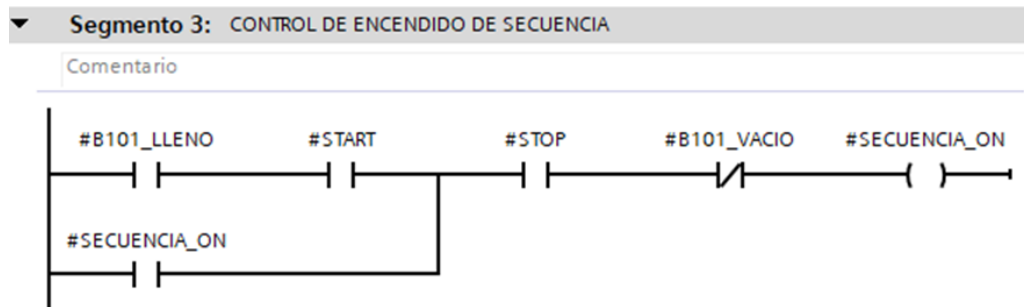 Segmento 3: CONTROL DE ENCENDIDO DE SECUENCIA
Comentario
#B101_LLENO #START #STOP #B101_VACIO #SECUENCIA_ON
#SECUENCIA_ON